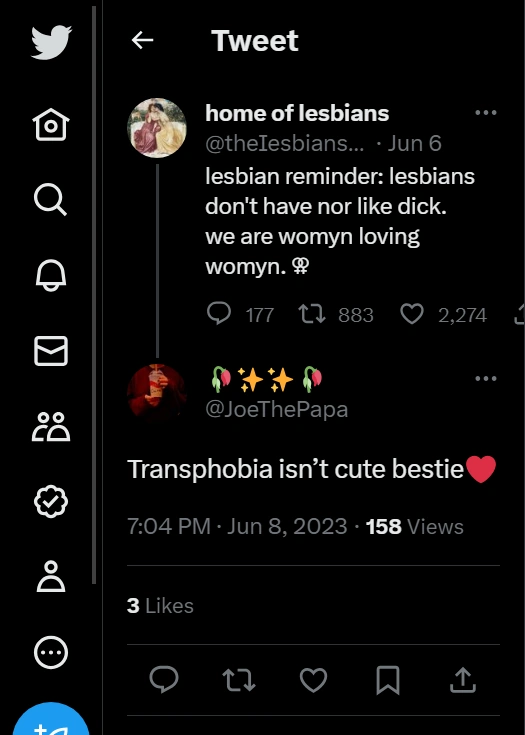 Tweet
home of lesbians
@theIesbians... · Jun 6
lesbian reminder: lesbians
don't have nor like dick.
we are womyn loving
womyn. ⚢
177 883 2,274
🥀✨✨🥀
@JoeThePapa
Transphobia isn’t cute bestie❤️
7:04 PM · Jun 8, 2023 · 158 Views
3 Likes